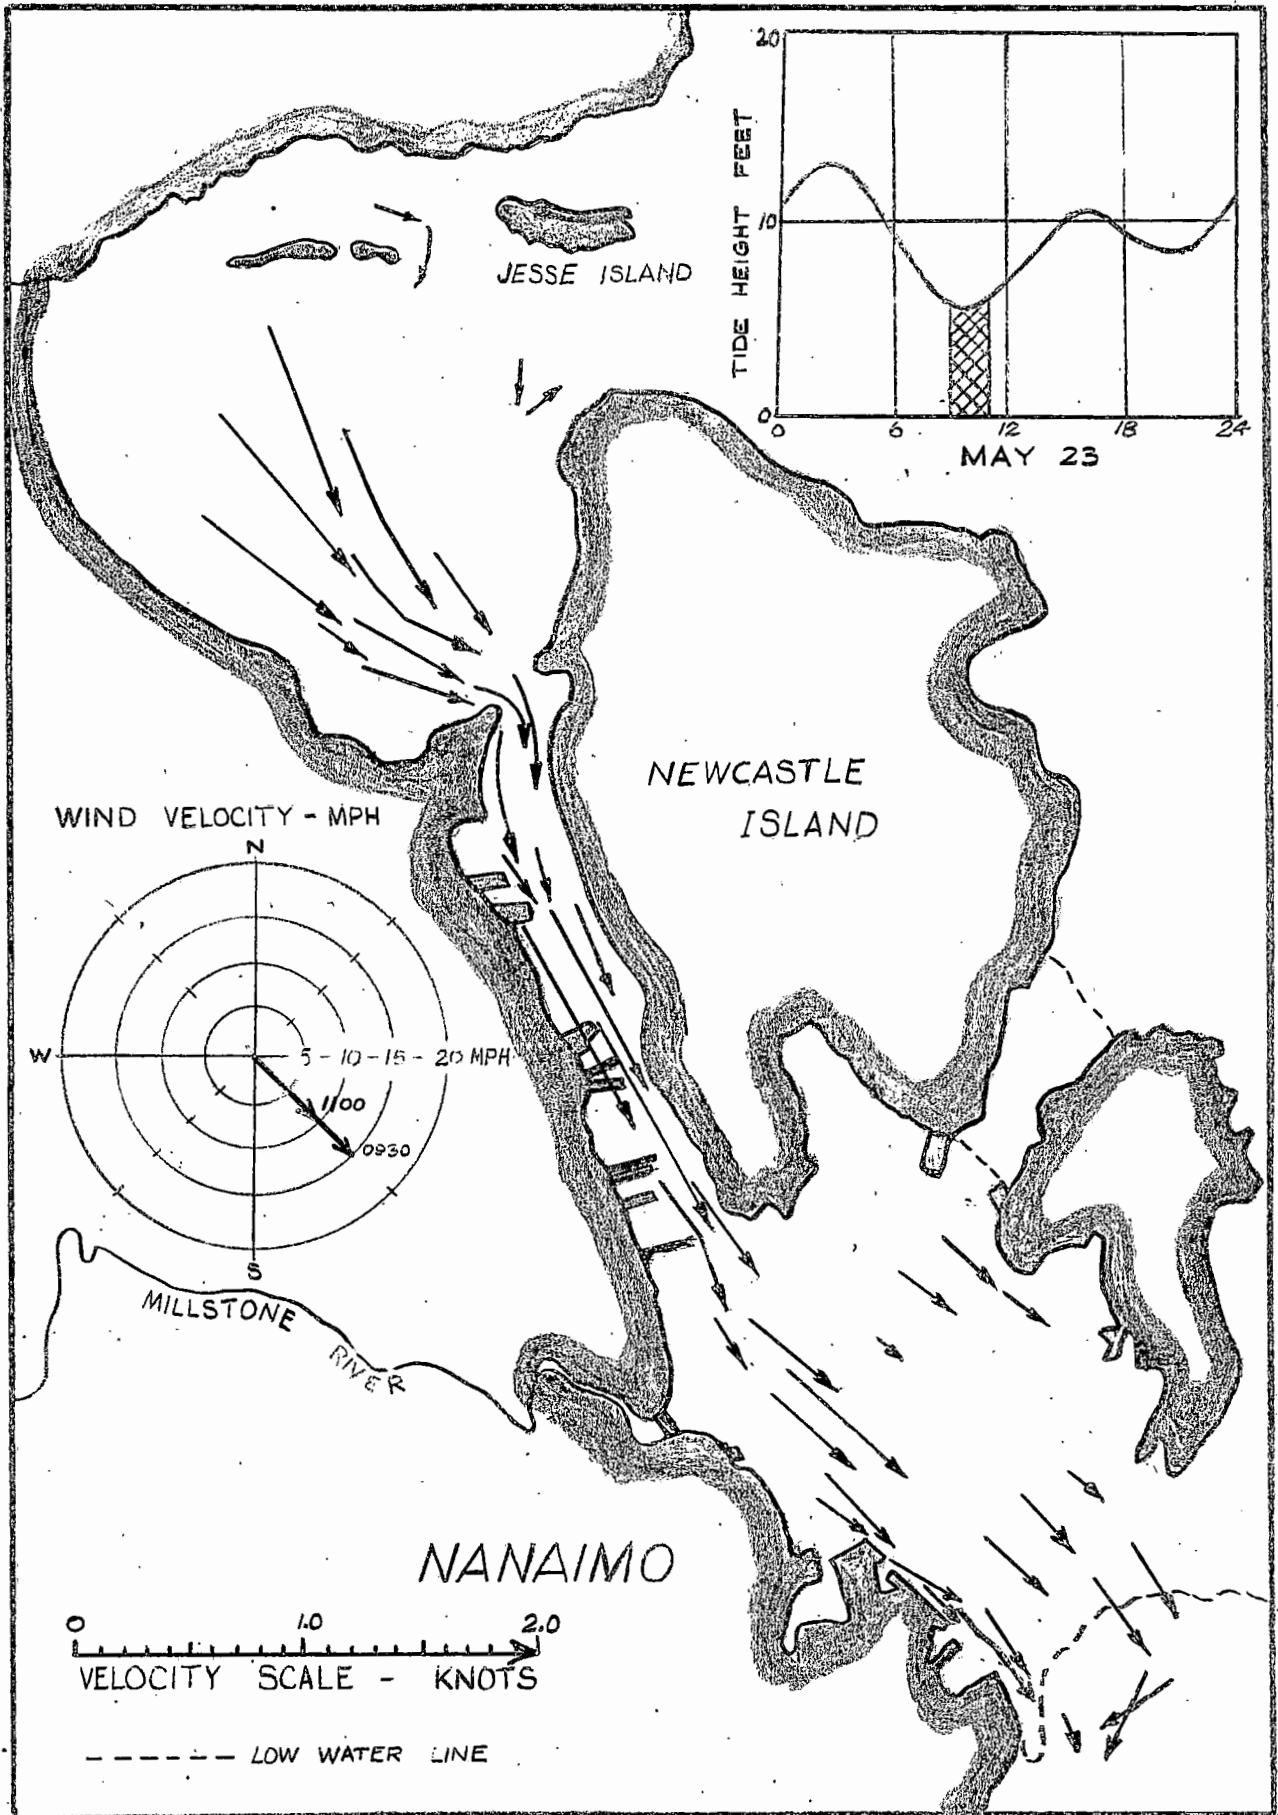 20
10
0
TIDE HEIGHT FEET
0 6 12 18 24
MAY 23
JESSE ISLAND
NEWCASTLE
ISLAND
WIND VELOCITY - MPH
N
W
5 - 10 - 15 - 20 MPH
1100
0930
S
MILLSTONE
RIVER
NANAIMO
0 1.0 2.0
VELOCITY SCALE - KNOTS
LOW WATER LINE